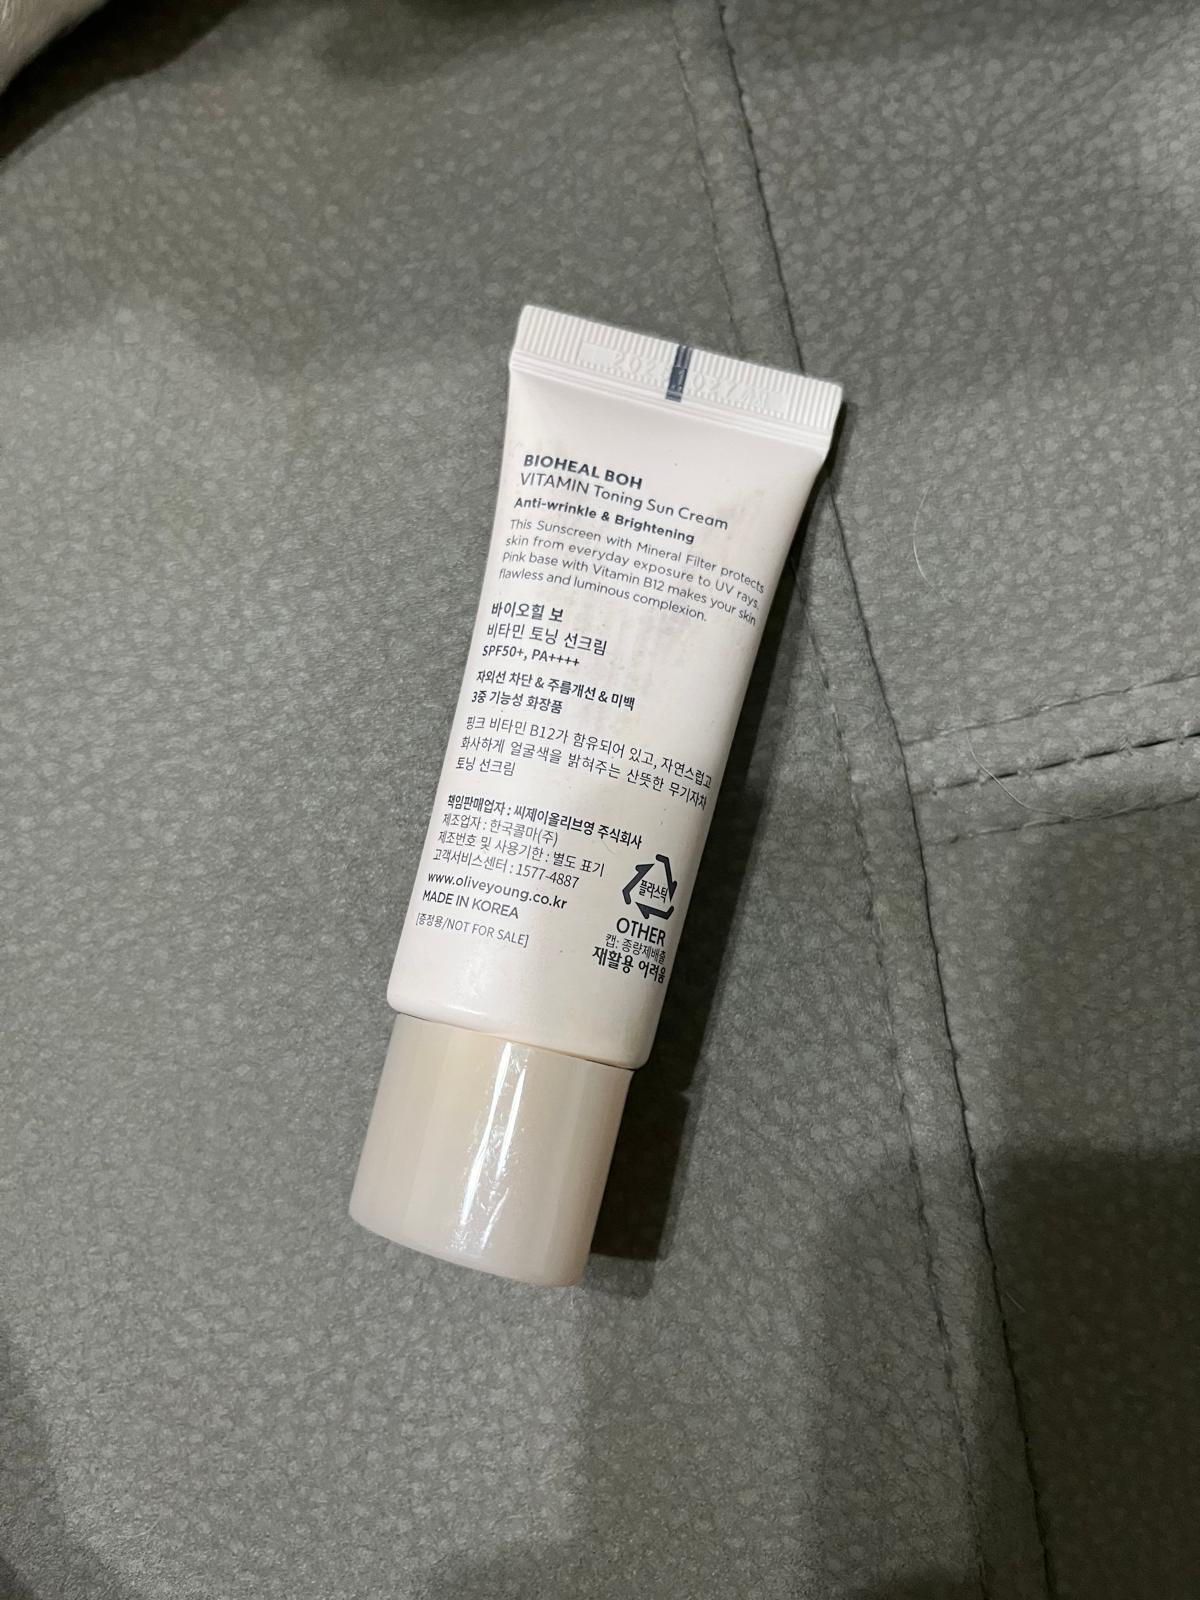 BIOHEAL BOH
VITAMIN Toning Sun Cream
Anti-wrinkle & Brightening
This Sunscreen with Mineral Filter protects
skin from everyday exposure to UV rays.
Pink base with Vitamin B12 makes your skin
flawless and luminous complexion.
바이오힐 보
비타민 토닝 선크림
SPF50+, PA++++
자외선 차단 & 주름개선 & 미백
3중 기능성 화장품
핑크 비타민 B12가 함유되어 있고, 자연스럽고
화사하게 얼굴색을 밝혀주는 산뜻한 무기자차
토닝 선크림
책임판매업자 : 씨제이올리브영 주식회사
제조업자 : 한국콜마(주)
제조번호 및 사용기한 : 별도 표기
고객서비스센터 : 1577-4887
www.oliveyoung.co.kr
MADE IN KOREA
[증정용/NOT FOR SALE]
플라스틱
OTHER
캡: 종량제배출
재활용 어려움